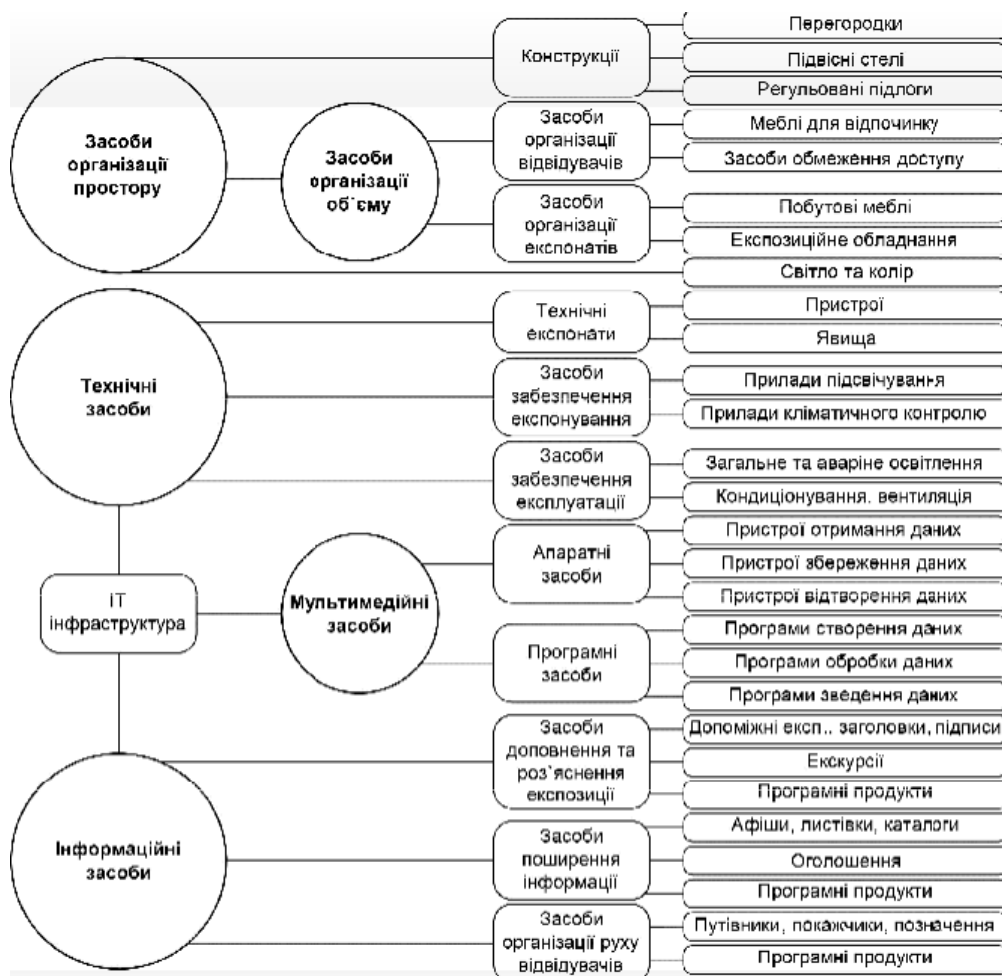 Перегородки
Конструкції
Підвісні стелі
Регульовані підлоги
Засоби
організації
простору
Засоби
організації
об`єму
Засоби
організації
відвідувачів
Меблі для відпочинку
Засоби обмеження доступу
Засоби
організації
експонатів
Побутові меблі
Експозиційне обладнання
Світло та колір
Технічні
засоби
Технічні
експонати
Пристрої
Явища
Засоби
забезпечення
експонування
Прилади підсвічування
Прилади кліматичного контролю
Засоби
забезпечення
експлуатації
Загальне та аваріне освітлення
Кондиціонування. вентиляція
ІТ
інфраструктура
Мультимедійні
засоби
Апаратні
засоби
Пристрої отримання даних
Пристрої збереження даних
Пристрої відтворення даних
Програмні
засоби
Програми створення даних
Програми обробки даних
Програми зведення даних
Інформаційні
засоби
Засоби
доповнення та
роз`яснення
експозиції
Допоміжні експ.. заголовки, підписи
Екскурсії
Програмні продукти
Засоби
поширення
інформації
Афіши, листівки, каталоги
Оголошення
Програмні продукти
Засоби
організації руху
відвідувачів
Путівники, покажчики, позначення
Програмні продукти